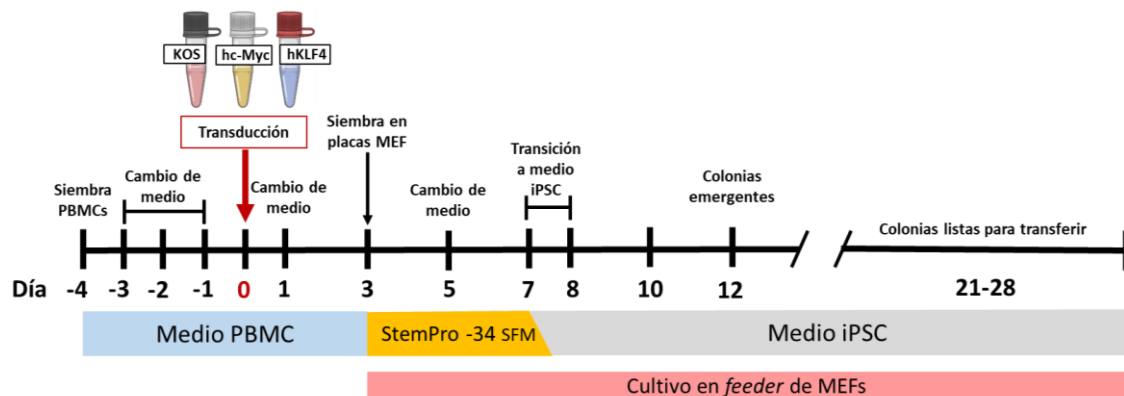 KOS hc-Myc hKLF4
Transducción
Siembra en
placas MEF
Siembra
PBMCs
Cambio de
medio
Cambio de
medio
Cambio de
medio
Transición
a medio
iPSC
Colonias
emergentes
Colonias listas para transferir
Día -4 -3 -2 -1 0 1 3 5 7 8 10 12 21-28
Medio PBMC StemPro -34 SFM Medio iPSC
Cultivo en feeder de MEFs